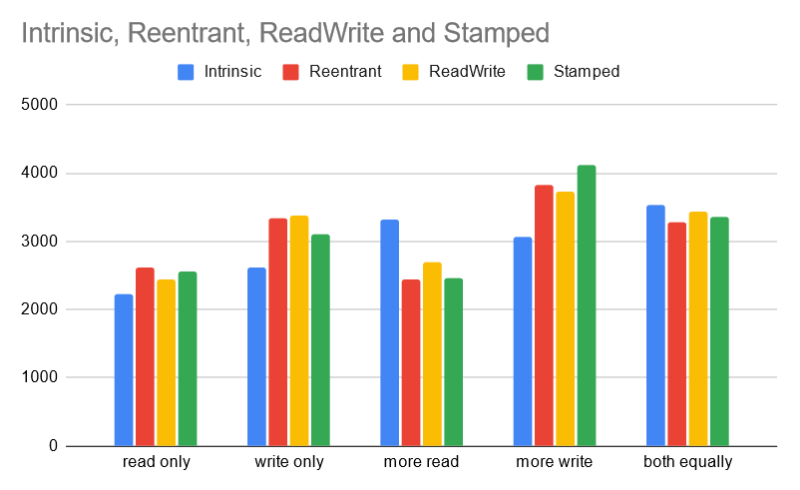 Intrinsic, Reentrant, ReadWrite and Stamped
Intrinsic Reentrant ReadWrite Stamped
5000
4000
3000
2000
1000
0
read only write only more read more write both equally